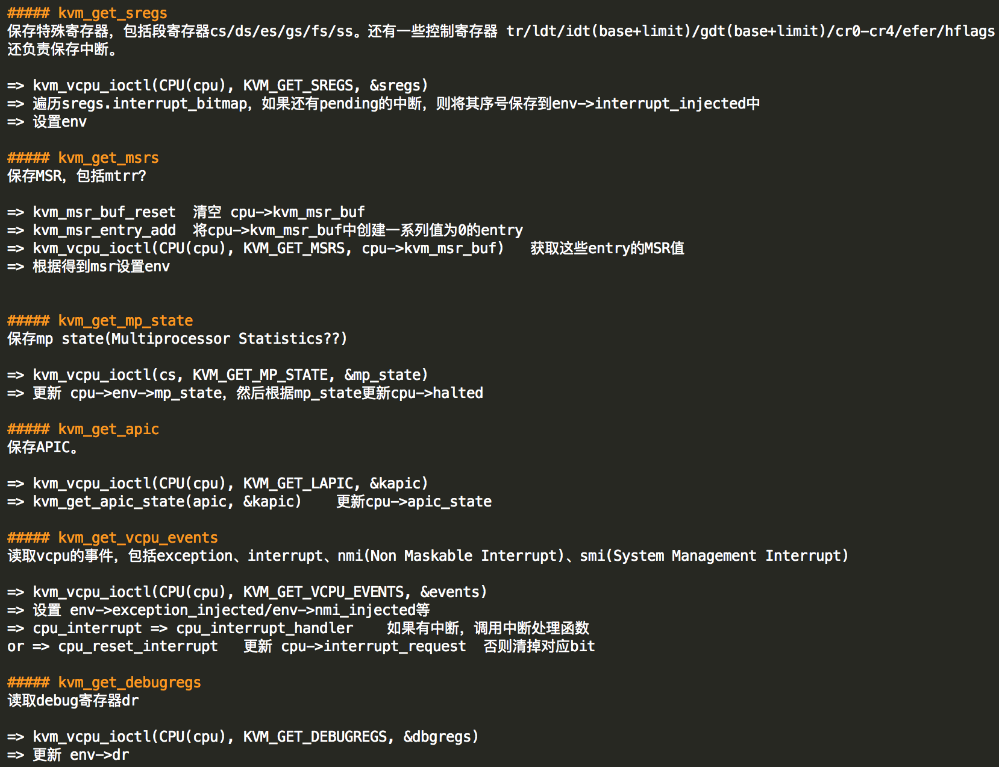 ##### kvm_get_sregs
保存特殊寄存器，包括段寄存器cs/ds/es/gs/fs/ss。还有一些控制寄存器 tr/ldt/idt(base+limit)/gdt(base+limit)/cr0-cr4/efer/hflags
还负责保存中断。
=> kvm_vcpu_ioctl(CPU(cpu), KVM_GET_SREGS, &sregs)
=> 遍历sregs.interrupt_bitmap，如果还有pending的中断，则将其序号保存到env->interrupt_injected中
=> 设置env
##### kvm_get_msrs
保存MSR，包括mtrr？
=> kvm_msr_buf_reset  清空 cpu->kvm_msr_buf
=> kvm_msr_entry_add  将cpu->kvm_msr_buf中创建一系列值为0的entry
=> kvm_vcpu_ioctl(CPU(cpu), KVM_GET_MSRS, cpu->kvm_msr_buf)   获取这些entry的MSR值
=> 根据得到msr设置env
##### kvm_get_mp_state
保存mp state(Multiprocessor Statistics??)
=> kvm_vcpu_ioctl(cs, KVM_GET_MP_STATE, &mp_state)
=> 更新 cpu->env->mp_state，然后根据mp_state更新cpu->halted
##### kvm_get_apic
保存APIC。
=> kvm_vcpu_ioctl(CPU(cpu), KVM_GET_LAPIC, &kapic)
=> kvm_get_apic_state(apic, &kapic)    更新cpu->apic_state
##### kvm_get_vcpu_events
读取vcpu的事件，包括exception、interrupt、nmi(Non Maskable Interrupt)、smi(System Management Interrupt)
=> kvm_vcpu_ioctl(CPU(cpu), KVM_GET_VCPU_EVENTS, &events)
=> 设置 env->exception_injected/env->nmi_injected等
=> cpu_interrupt => cpu_interrupt_handler    如果有中断，调用中断处理函数
or => cpu_reset_interrupt   更新 cpu->interrupt_request  否则清掉对应bit
##### kvm_get_debugregs
读取debug寄存器dr
=> kvm_vcpu_ioctl(CPU(cpu), KVM_GET_DEBUGREGS, &dbgregs)
=> 更新 env->dr